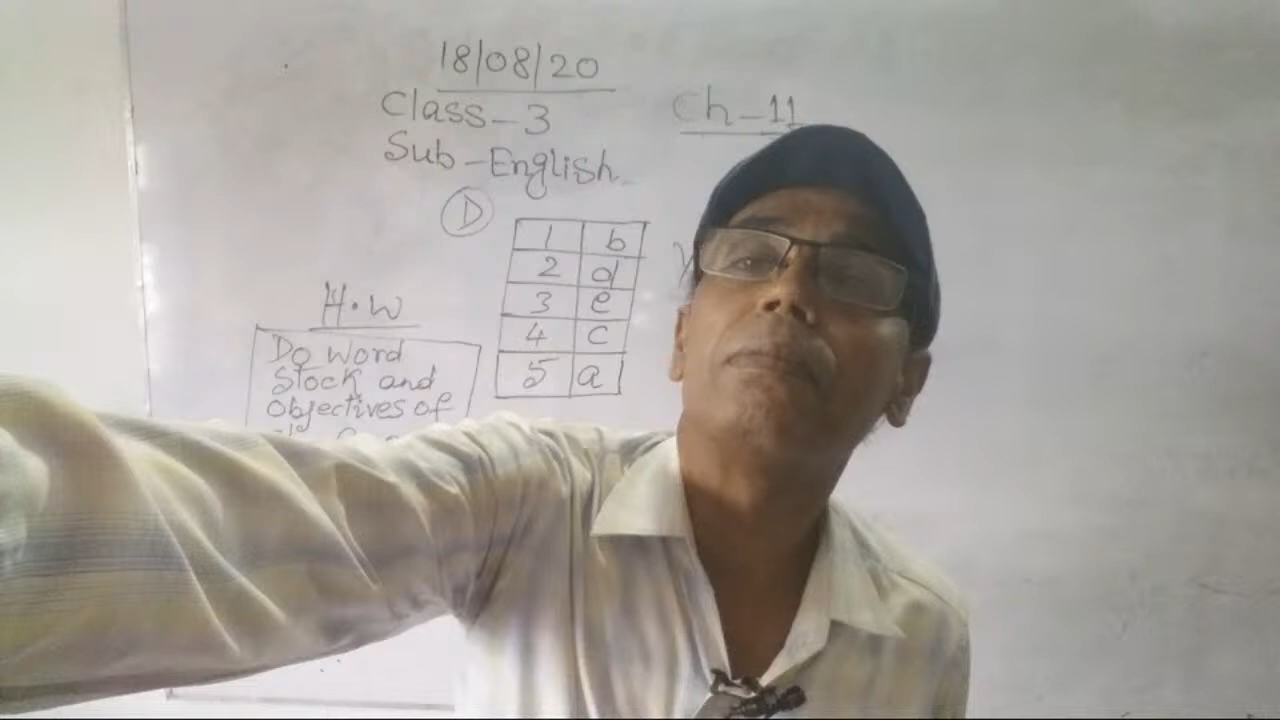 18/08/20
Class-3
Ch-11
Sub-English
D
1 b
2 d
3 e
4 c
5 a
H.W
Do word
Stock and
Objectives of